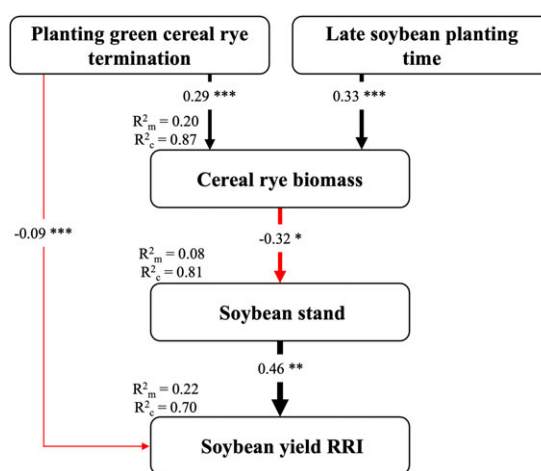 Planting green cereal rye
termination
Late soybean planting
time
0.29 ***
0.33 ***
R²m = 0.20
R²c = 0.87
Cereal rye biomass
-0.09 ***
-0.32 *
R²m = 0.08
R²c = 0.81
Soybean stand
0.46 **
R²m = 0.22
R²c = 0.70
Soybean yield RRI